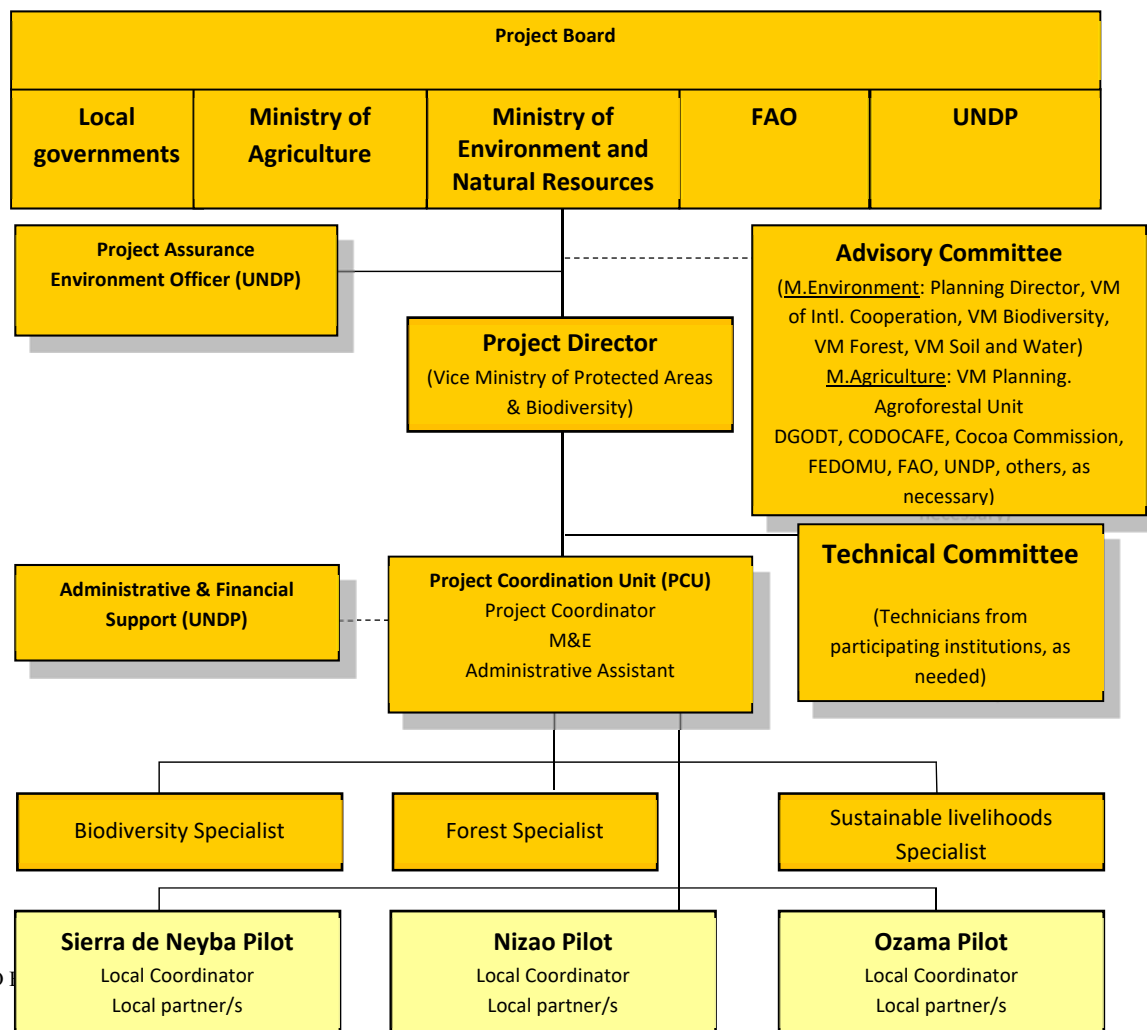 Project Board
Local
governments
Ministry of
Agriculture
Ministry of
Environment and
Natural Resources
FAO
UNDP
Project Assurance
Environment Officer (UNDP)
Advisory Committee
(M.Environment: Planning Director, VM
of Intl. Cooperation, VM Biodiversity,
VM Forest, VM Soil and Water)
M.Agriculture: VM Planning.
Agroforestal Unit
DGODT, CODOCAFE, Cocoa Commission,
FEDOMU, FAO, UNDP, others, as
necessary)
Project Director
(Vice Ministry of Protected Areas
& Biodiversity)
Technical Committee
(Technicians from
participating institutions, as
needed)
Administrative & Financial
Support (UNDP)
Project Coordination Unit (PCU)
Project Coordinator
M&E
Administrative Assistant
Biodiversity Specialist
Forest Specialist
Sustainable livelihoods
Specialist
Sierra de Neyba Pilot
Local Coordinator
Local partner/s
Nizao Pilot
Local Coordinator
Local partner/s
Ozama Pilot
Local Coordinator
Local partner/s